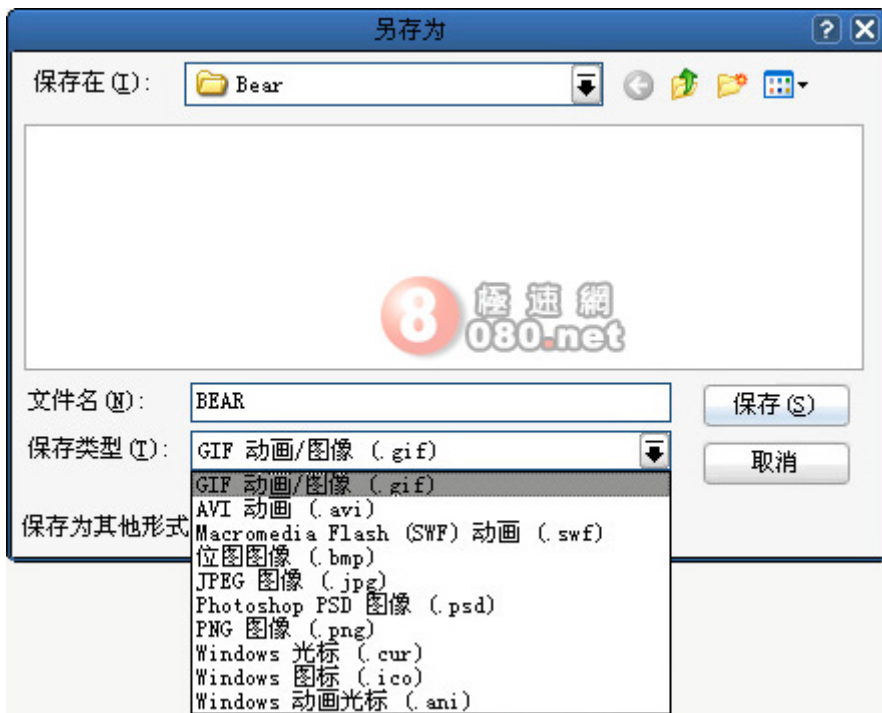 另存为
保存在(I):
Bear
極速網
8 080.net
文件名(N):
BEAR
保存(S)
保存类型(T):
GIF 动画/图像 (.gif)
取消
保存为其他形式
GIF 动画/图像 (.gif)
AVI 动画 (.avi)
Macromedia Flash (SWF) 动画 (.swf)
位图图像 (.bmp)
JPEG 图像 (.jpg)
Photoshop PSD 图像 (.psd)
PNG 图像 (.png)
Windows 光标 (.cur)
Windows 图标 (.ico)
Windows 动画光标 (.ani)